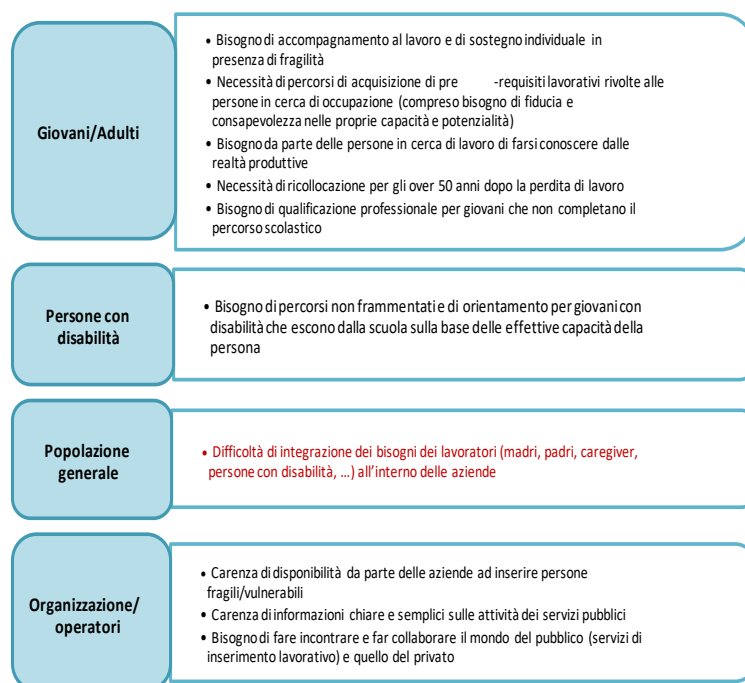 Giovani/Adulti
• Bisogno di accompagnamento al lavoro e di sostegno individuale in
presenza di fragilità
• Necessità di percorsi di acquisizione di pre -requisiti lavorativi rivolte alle
persone in cerca di occupazione (compreso bisogno di fiducia e
consapevolezza nelle proprie capacità e potenzialità)
• Bisogno da parte delle persone in cerca di lavoro di farsi conoscere dalle
realtà produttive
• Necessità di ricollocazione per gli over 50 anni dopo la perdita di lavoro
• Bisogno di qualificazione professionale per giovani che non completano il
percorso scolastico
Persone con
disabilità
• Bisogno di percorsi non frammentati e di orientamento per giovani con
disabilità che escono dalla scuola sulla base delle effettive capacità della
persona
Popolazione
generale
• Difficoltà di integrazione dei bisogni dei lavoratori (madri, padri, caregiver,
persone con disabilità, ...) all'interno delle aziende
Organizzazione/
operatori
• Carenza di disponibilità da parte delle aziende ad inserire persone
fragili/vulnerabili
• Carenza di informazioni chiare e semplici sulle attività dei servizi pubblici
• Bisogno di fare incontrare e far collaborare il mondo del pubblico (servizi di
inserimento lavorativo) e quello del privato